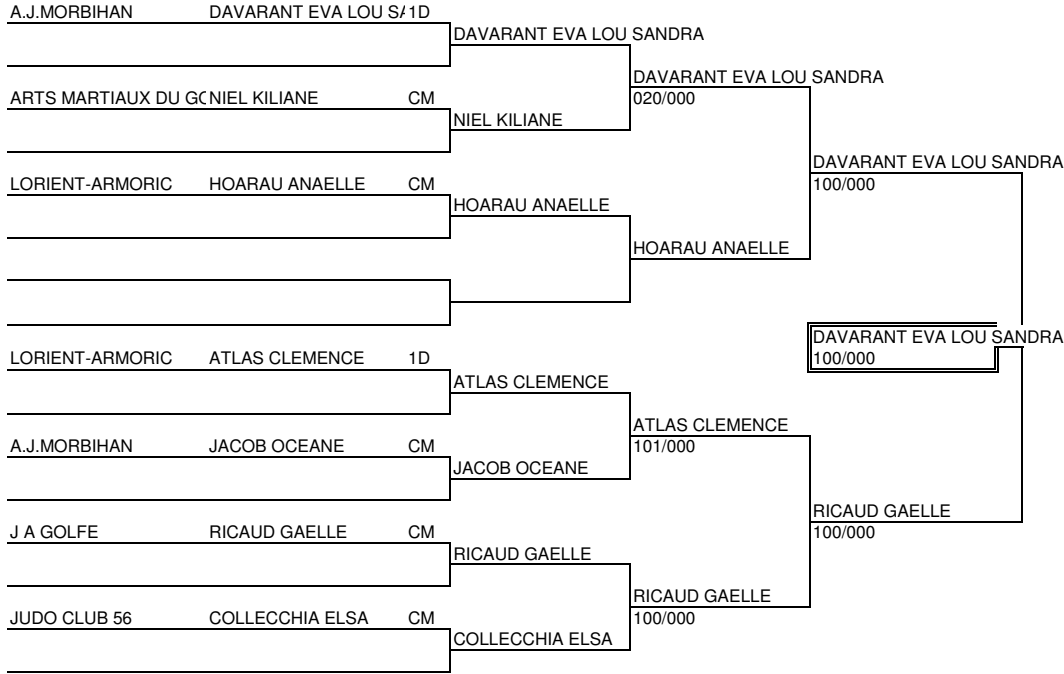 A.J.MORBIHAN DAVARANT EVA LOU SA 1D
DAVARANT EVA LOU SANDRA
DAVARANT EVA LOU SANDRA
020/000
ARTS MARTIAUX DU GO NIEL KILIANE CM
NIEL KILIANE
DAVARANT EVA LOU SANDRA
100/000
LORIENT-ARMORIC HOARAU ANAELLE CM
HOARAU ANAELLE
HOARAU ANAELLE
DAVARANT EVA LOU SANDRA
100/000
LORIENT-ARMORIC ATLAS CLEMENCE 1D
ATLAS CLEMENCE
ATLAS CLEMENCE
101/000
A.J.MORBIHAN JACOB OCEANE CM
JACOB OCEANE
RICAUD GAELLE
100/000
J A GOLFE RICAUD GAELLE CM
RICAUD GAELLE
RICAUD GAELLE
100/000
JUDO CLUB 56 COLLECCHIA ELSA CM
COLLECCHIA ELSA